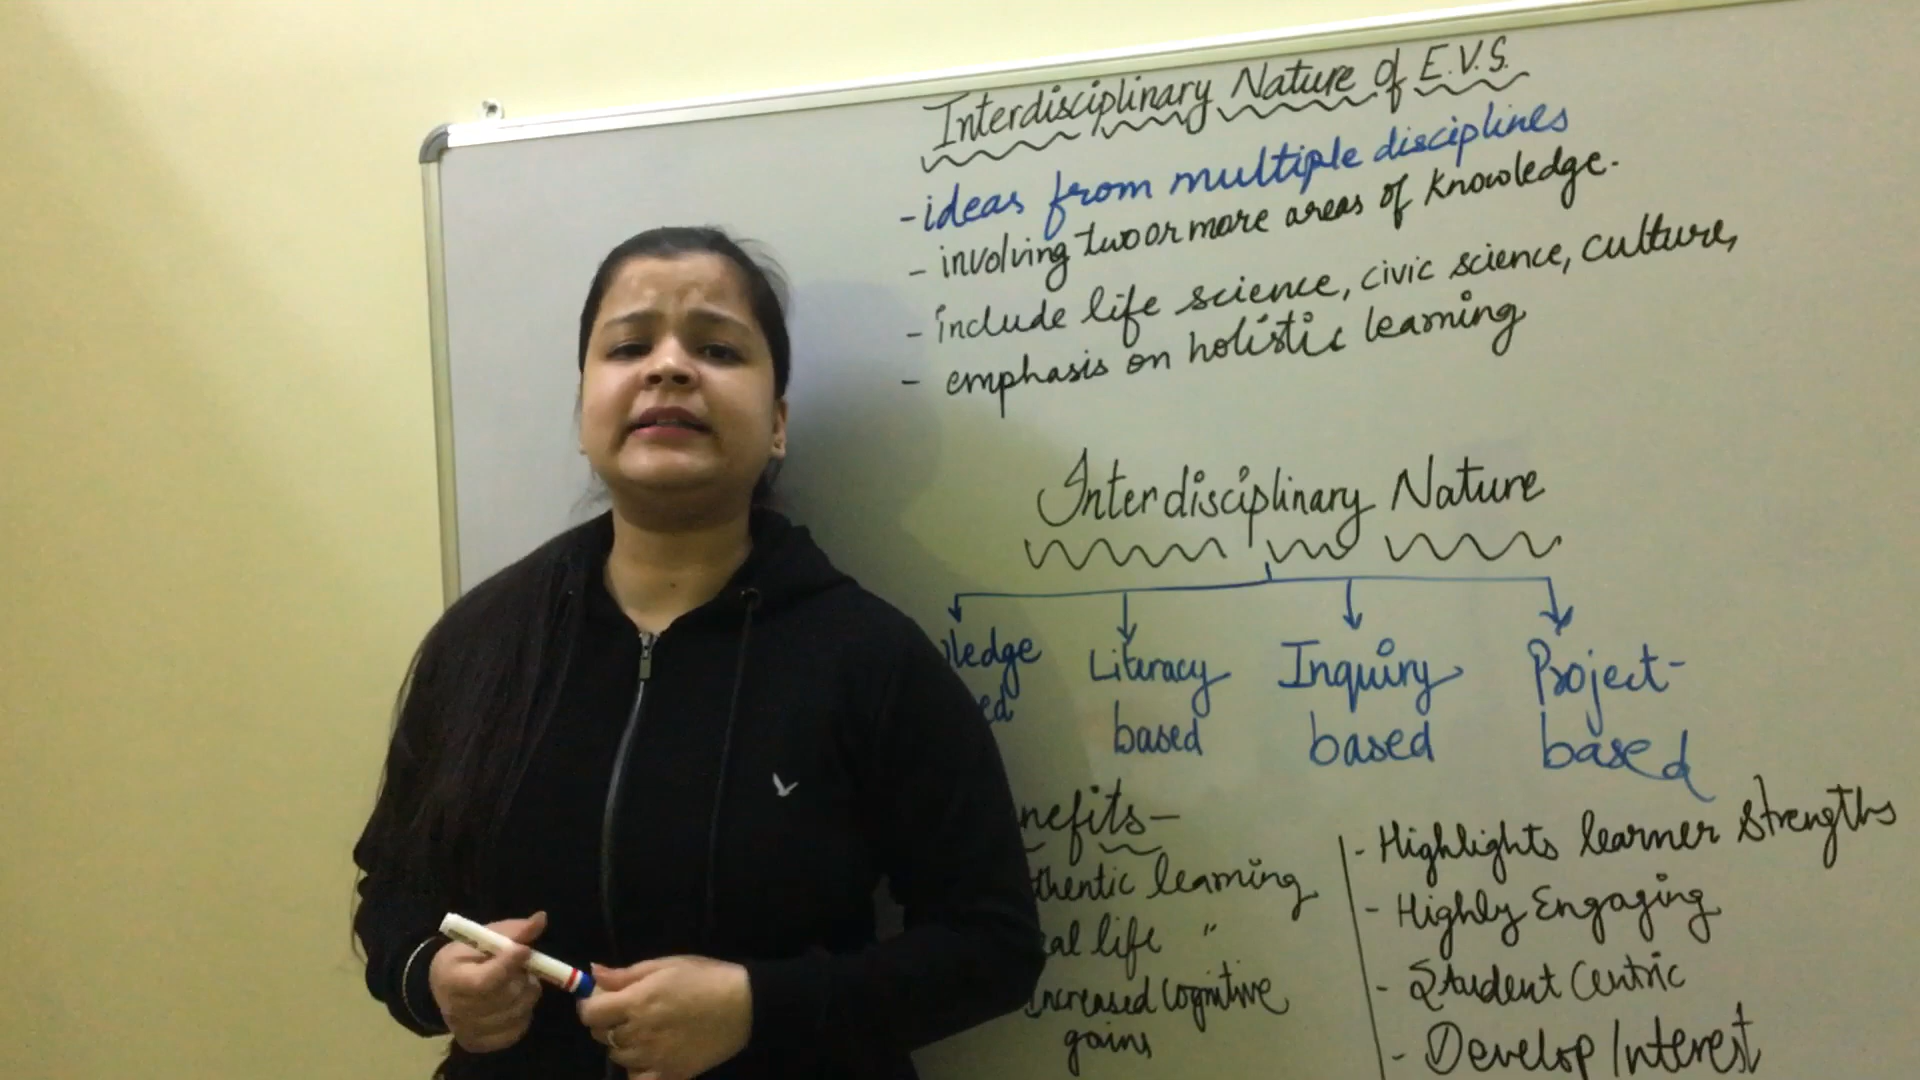 Interdisciplinary Nature of E.V.S.
- ideas from multiple disciplines
- involving two or more areas of knowledge.
- include life science, civic science, culture,
- emphasis on holistic learning
Interdisciplinary Nature
ledge Literacy Inquiry Project-
ed based based based
nefits-
thentic learning
al life "
increased cognitive
gains
- Highlights learner strengths
- Highly Engaging
- Student Centric
- Develop Interest